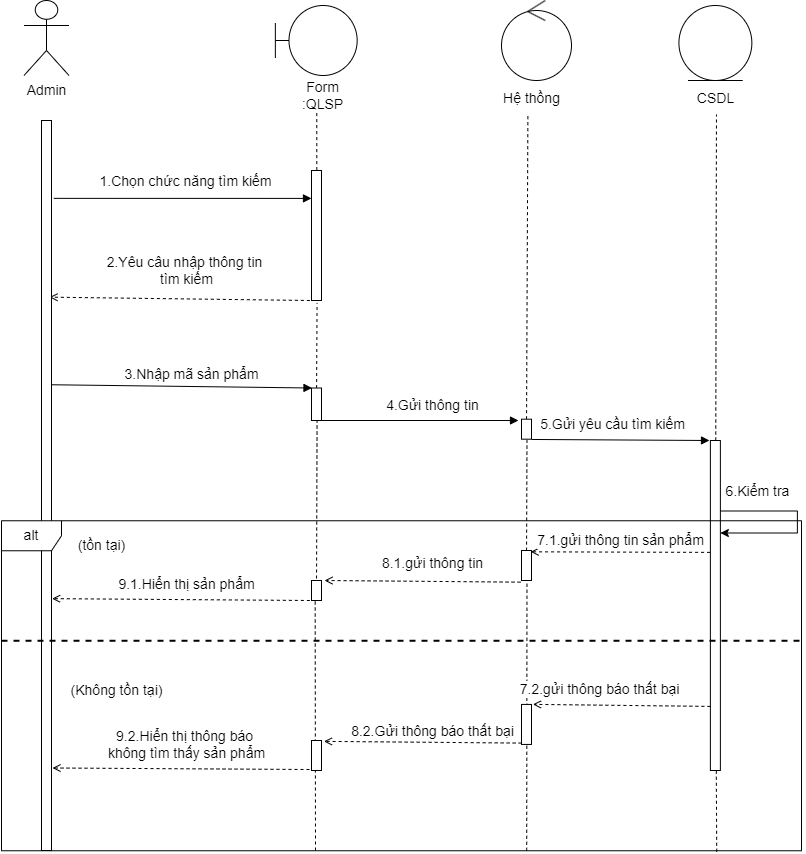 Admin
Form
:QLSP
Hệ thồng
CSDL
1.Chọn chức năng tìm kiếm
2.Yêu câu nhập thông tin
tìm kiếm
3.Nhập mã sản phẩm
4.Gửi thông tin
5.Gửi yêu cầu tìm kiếm
6.Kiểm tra
alt
(tồn tại)
7.1.gửi thông tin sản phẩm
8.1.gửi thông tin
9.1.Hiển thị sản phẩm
(Không tồn tại)
7.2.gửi thông báo thất bại
8.2.Gửi thông báo thất bại
9.2.Hiển thị thông báo
không tìm thấy sản phẩm